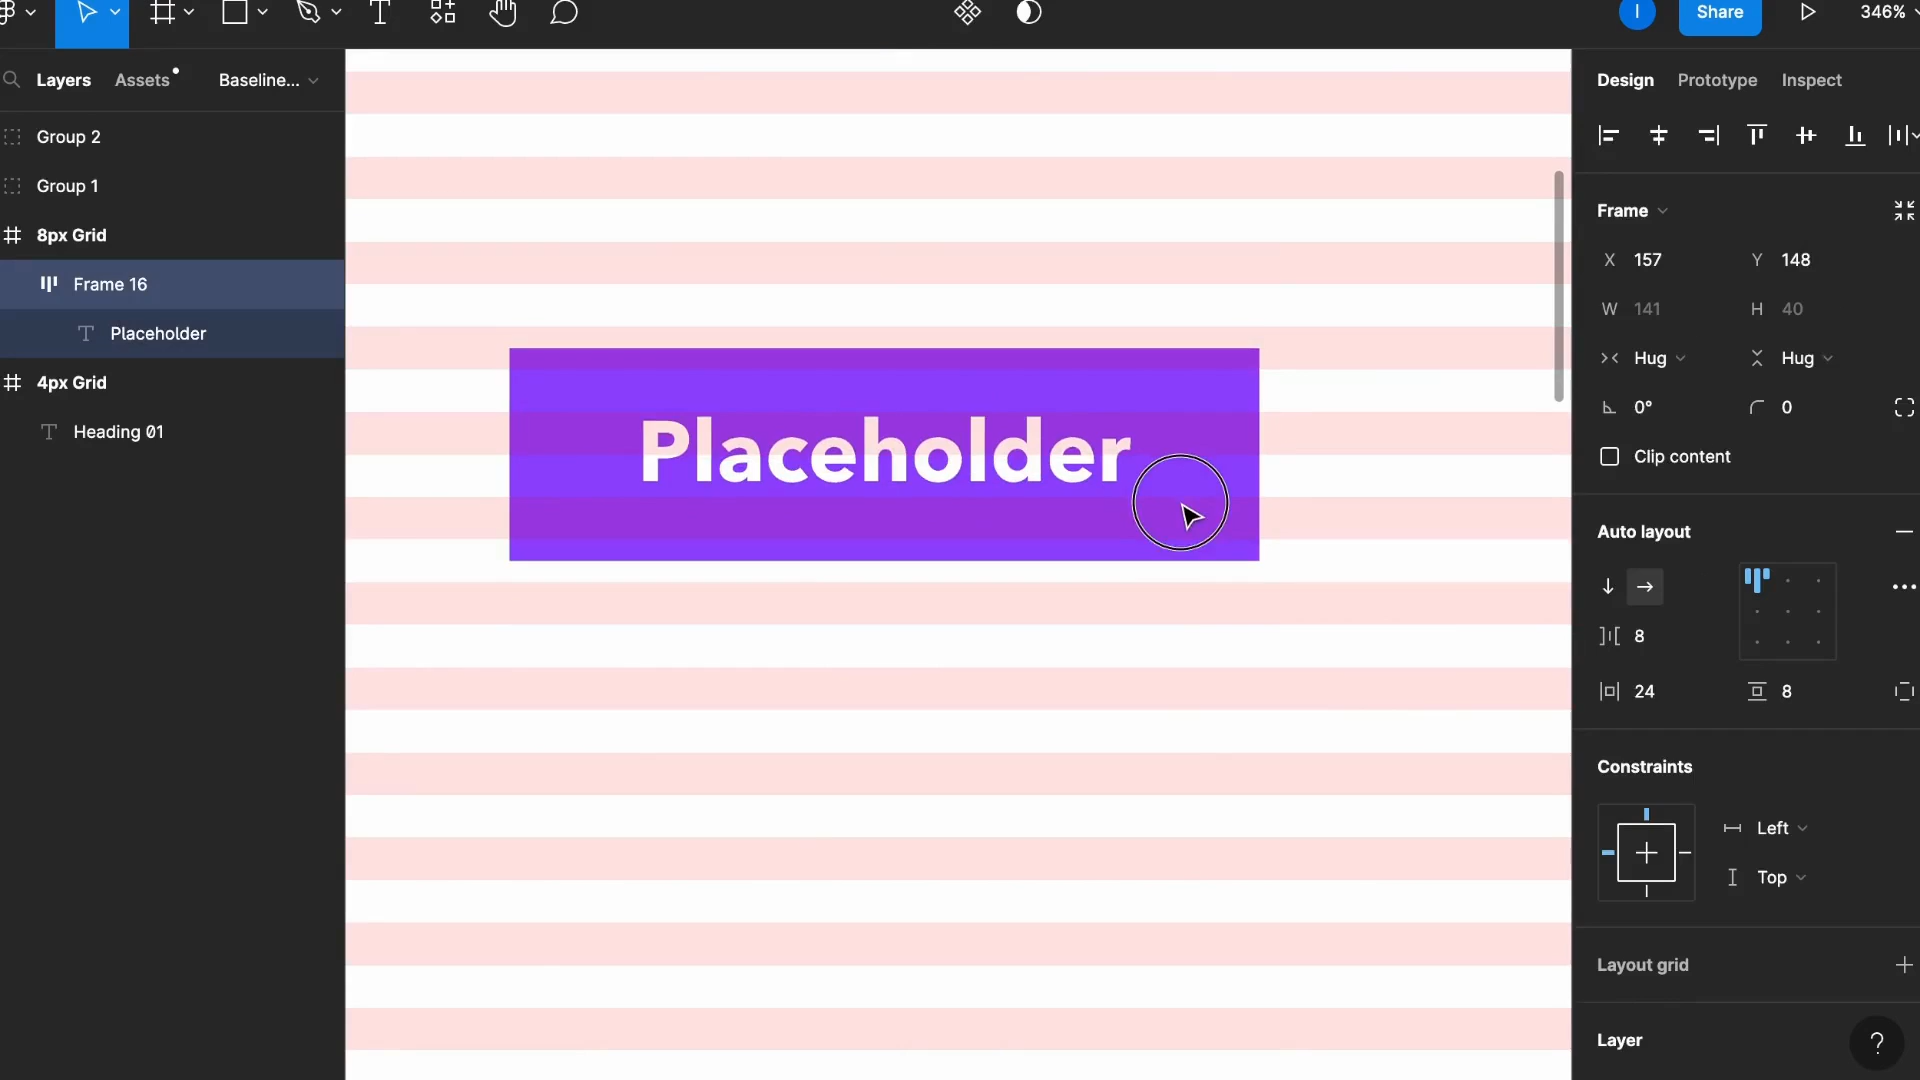 I
Share
346%
Layers Assets Baseline...
Group 2
Group 1
8px Grid
Frame 16
Placeholder
4px Grid
Heading 01
Placeholder
Design Prototype Inspect
Frame
X 157 Y 148
W 141 H 40
Hug Hug
0° 0
Clip content
Auto layout
8
24 8
Constraints
Left
Top
Layout grid
Layer
?